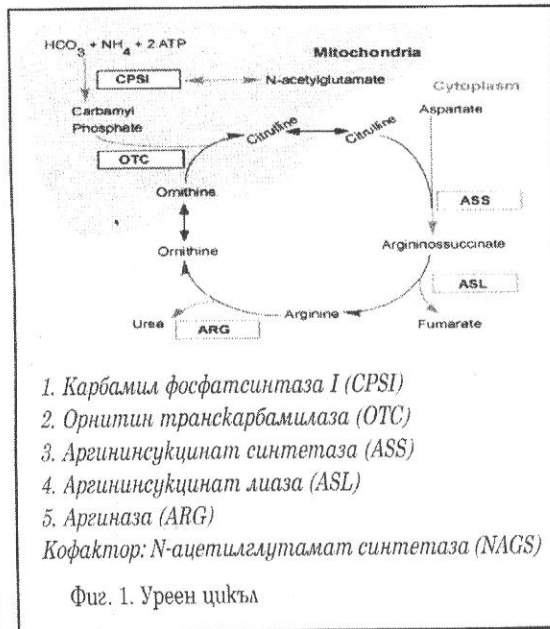 HCO3 + NH4 + 2 ATP
Mitochondria
CPSI
N-acetylglutamate
Cytoplasm
Carbamyl
Phosphate
Aspartate
Citrulline
Citrulline
OTC
Ornithine
ASS
Ornithine
Argininossuccinate
ASL
Urea
ARG
Arginine
Fumarate
1. Карбамил фосфатсинтаза I (CPSI)
2. Орнитин транскарбамилаза (OTC)
3. Аргининсукцинат синтетаза (ASS)
4. Аргининсукцинат лиаза (ASL)
5. Аргиназа (ARG)
Кофактор: N-ацетилглутамат синтетаза (NAGS)
Фиг. 1. Уреен цикъл